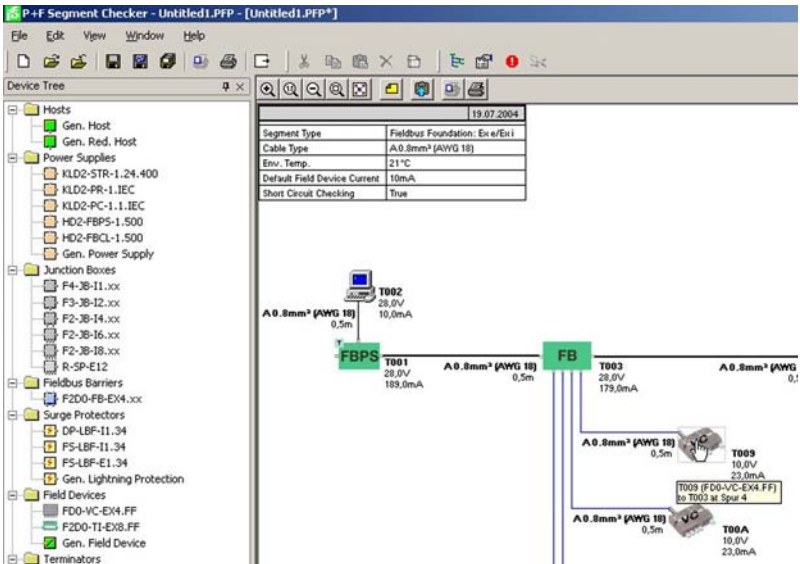 P+F Segment Checker - Untitled1.PFP - [Untitled1.PFP*]
File Edit View Window Help
Device Tree
Hosts
Gen. Host
Gen. Red. Host
Power Supplies
KLD2-STR-1.24.400
KLD2-PR-1.IEC
KLD2-PC-1.1.IEC
HD2-FBPS-1.500
HD2-FBCL-1.500
Gen. Power Supply
Junction Boxes
F4-JB-I1.xx
F3-JB-I2.xx
F2-JB-I4.xx
F2-JB-I6.xx
F2-JB-I8.xx
R-SP-E12
Fieldbus Barriers
F2D0-FB-EX4.xx
Surge Protectors
DP-LBF-I1.34
FS-LBF-I1.34
FS-LBF-E1.34
Gen. Lightning Protection
Field Devices
FD0-VC-EX4.FF
F2D0-TI-EX8.FF
Gen. Field Device
Terminators
19.07.2004
Segment Type Fieldbus Foundation: Ex e/Ex i
Cable Type A 0.8mm² (AWG 18)
Env. Temp. 21°C
Default Field Device Current 10mA
Short Circuit Checking True
T002
28,0V
10,0mA
A 0.8mm² (AWG 18)
0,5m
T
FBPS
T001
28,0V
189,0mA
A 0.8mm² (AWG 18)
0,5m
FB
T003
28,0V
179,0mA
A 0.8mm² (AWG
0,5
A 0.8mm² (AWG 18)
0,5m
VC
T009
10,0V
23,0mA
T009 (FD0-VC-EX4.FF)
to T003 at Spur 4
A 0.8mm² (AWG 18)
0,5m
VC
T00A
10,0V
23,0mA